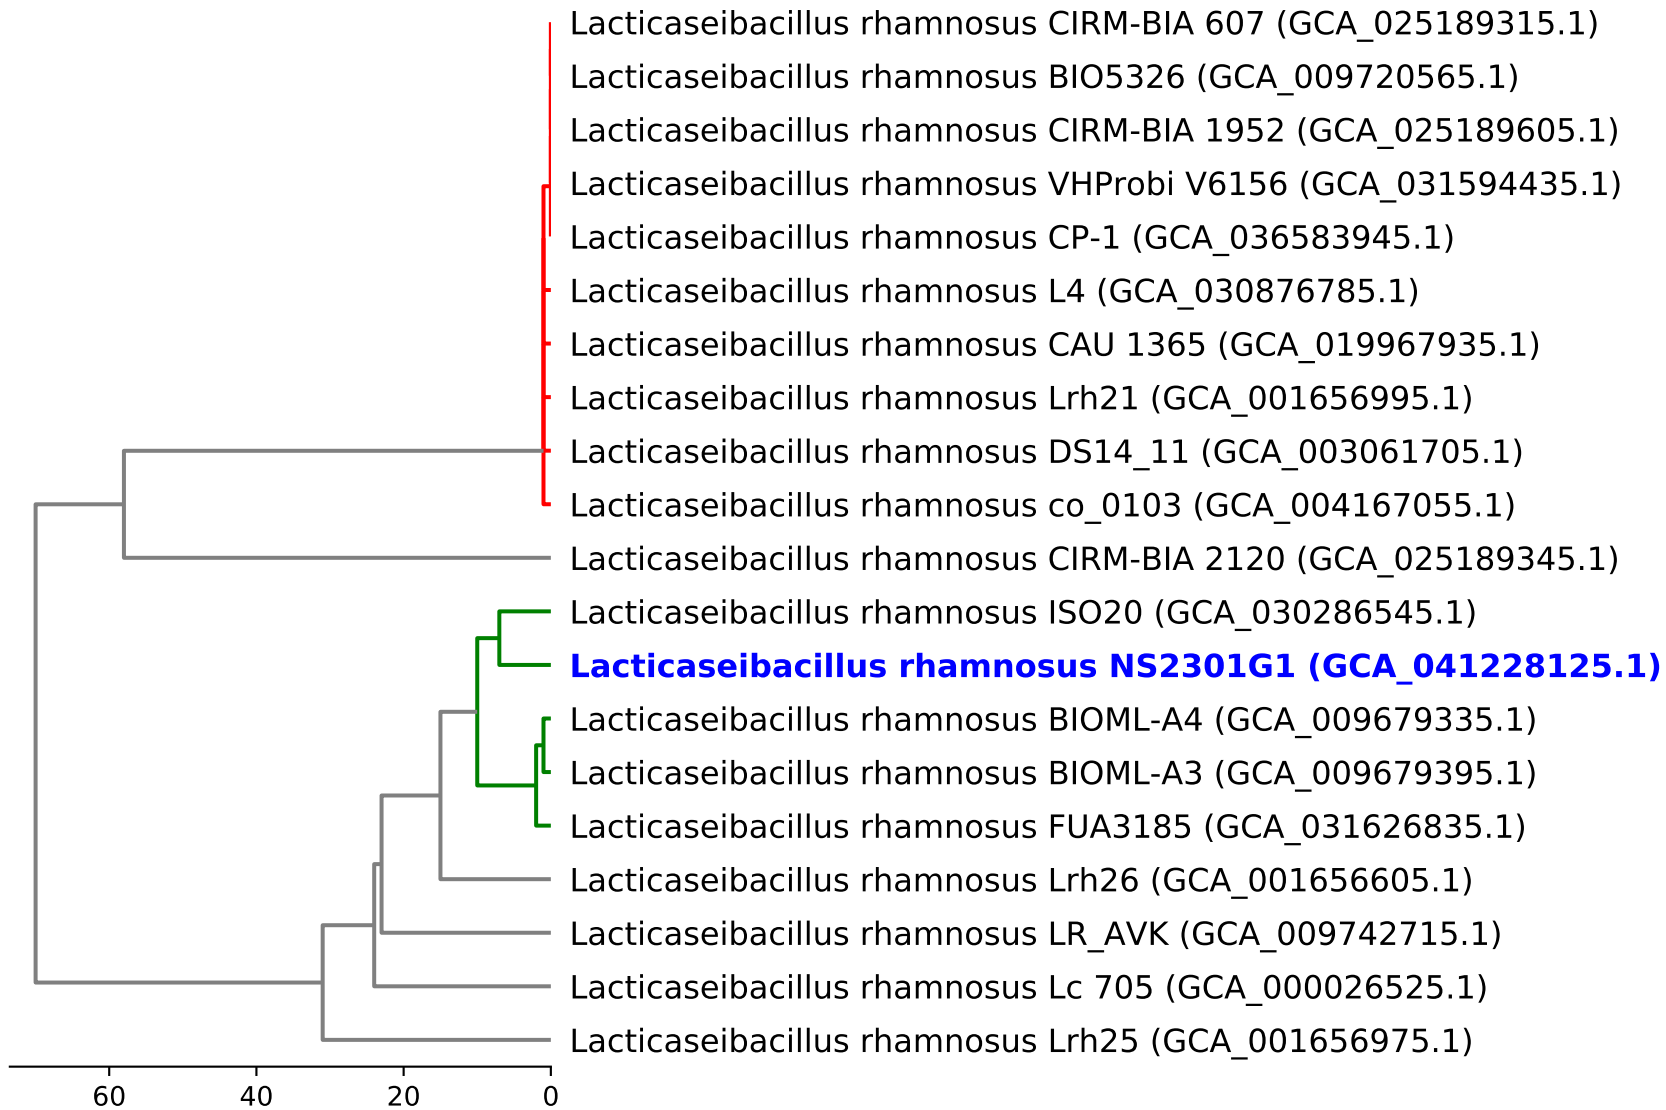 Lacticaseibacillus rhamnosus CIRM-BIA 607 (GCA_025189315.1)
Lacticaseibacillus rhamnosus BIO5326 (GCA_009720565.1)
Lacticaseibacillus rhamnosus CIRM-BIA 1952 (GCA_025189605.1)
Lacticaseibacillus rhamnosus VHProbi V6156 (GCA_031594435.1)
Lacticaseibacillus rhamnosus CP-1 (GCA_036583945.1)
Lacticaseibacillus rhamnosus L4 (GCA_030876785.1)
Lacticaseibacillus rhamnosus CAU 1365 (GCA_019967935.1)
Lacticaseibacillus rhamnosus Lrh21 (GCA_001656995.1)
Lacticaseibacillus rhamnosus DS14_11 (GCA_003061705.1)
Lacticaseibacillus rhamnosus co_0103 (GCA_004167055.1)
Lacticaseibacillus rhamnosus CIRM-BIA 2120 (GCA_025189345.1)
Lacticaseibacillus rhamnosus ISO20 (GCA_030286545.1)
Lacticaseibacillus rhamnosus NS2301G1 (GCA_041228125.1)
Lacticaseibacillus rhamnosus BIOML-A4 (GCA_009679335.1)
Lacticaseibacillus rhamnosus BIOML-A3 (GCA_009679395.1)
Lacticaseibacillus rhamnosus FUA3185 (GCA_031626835.1)
Lacticaseibacillus rhamnosus Lrh26 (GCA_001656605.1)
Lacticaseibacillus rhamnosus LR_AVK (GCA_009742715.1)
Lacticaseibacillus rhamnosus Lc 705 (GCA_000026525.1)
Lacticaseibacillus rhamnosus Lrh25 (GCA_001656975.1)
60 40 20 0